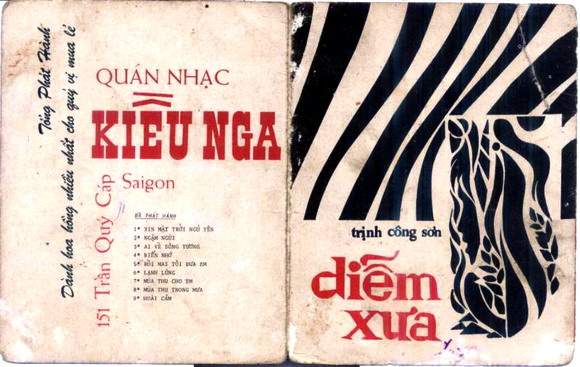 Tổng Phát Hành
Dành hoa hồng nhiều nhất cho quý vị mua lẻ
QUÁN NHẠC
KIỀU NGA
151 Trần Quý Cáp Saigon
ĐÃ PHÁT HÀNH
1* XIN MẶT TRỜI NGỦ YÊN
2* NGẬM NGÙI
3* AI VỀ SÔNG TƯƠNG
4* BIỂN NHỚ
5* ĐỒI MAI TÔI ĐƯA EM
6* LẠNH LÙNG
7* MÙA THU CHO EM
8* MÙA THU TRONG MƯA
9* HOÀI CẢM
trịnh công sơn
diễm
xưa